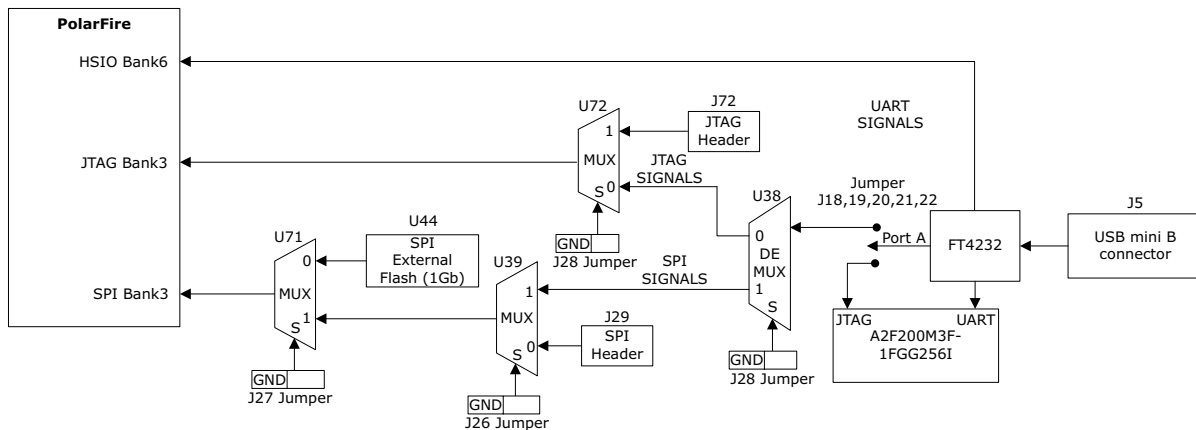 PolarFire
HSIO Bank6
JTAG Bank3
SPI Bank3
U72
1
MUX
S
0
GND
J28 Jumper
J72
JTAG
Header
JTAG
SIGNALS
UART
SIGNALS
U38
0
DE
MUX
1
S
GND
J28 Jumper
Jumper
J18,19,20,21,22
Port A
FT4232
J5
USB mini B
connector
JTAG
UART
A2F200M3F-
1FGG256I
U71
0
MUX
1
S
GND
J27 Jumper
U44
SPI
External
Flash (1Gb)
U39
1
MUX
0
S
GND
J26 Jumper
SPI
SIGNALS
J29
SPI
Header